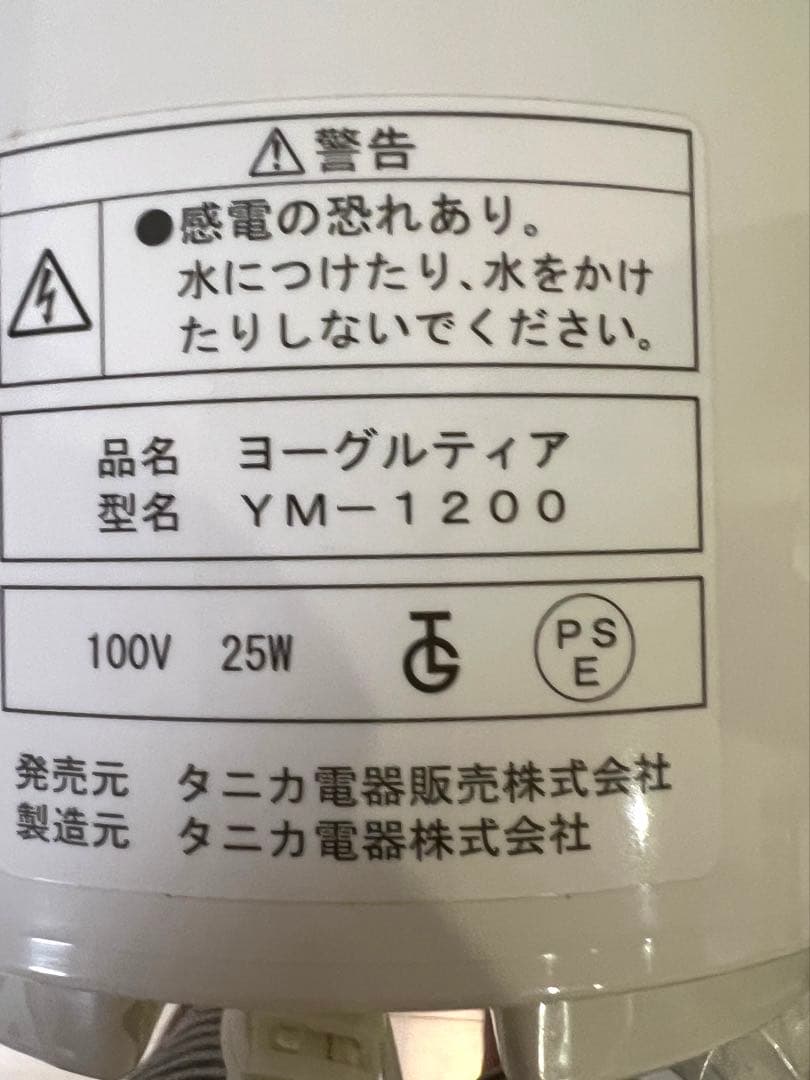 警告
●感電の恐れあり。
水につけたり、水をかけ
たりしないでください。
品名 ヨーグルティア
型名 YM-1200
100V 25W TG PSE
発売元 タニカ電器販売株式会社
製造元 タニカ電器株式会社